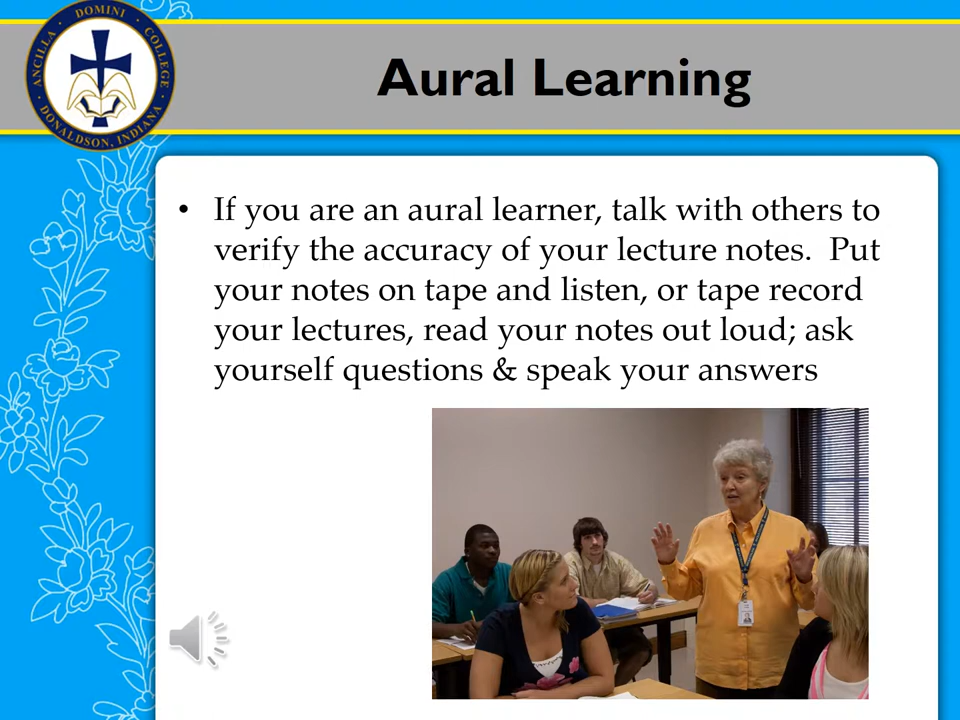 ANCILLA · DOMINI · COLLEGE
DONALDSON, INDIANA
Aural Learning
• If you are an aural learner, talk with others to
verify the accuracy of your lecture notes.  Put
your notes on tape and listen, or tape record
your lectures, read your notes out loud; ask
yourself questions & speak your answers